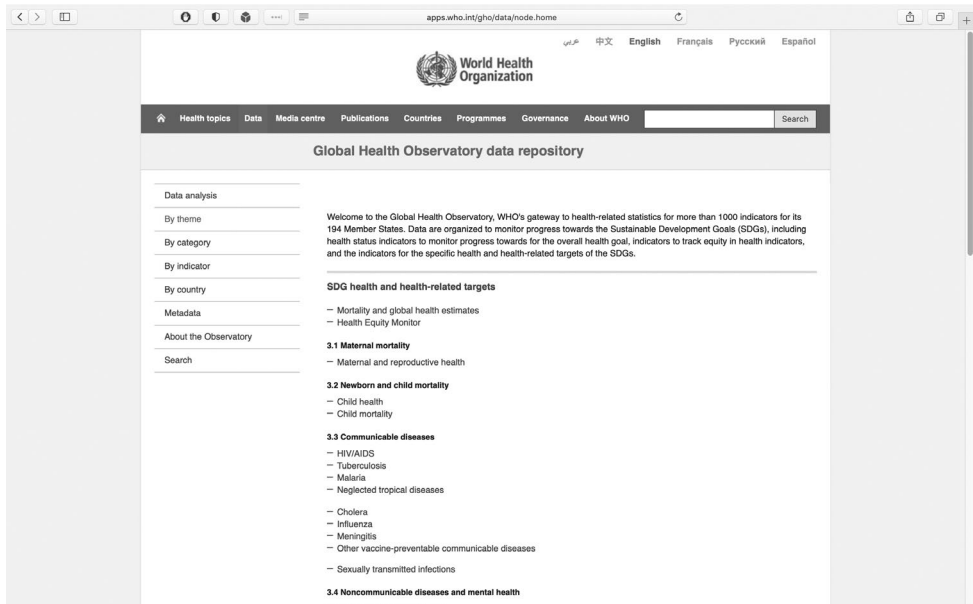 apps.who.int/gho/data/node.home
عربي 中文 English Français Русский Español
World Health
Organization
Health topics Data Media centre Publications Countries Programmes Governance About WHO Search
Global Health Observatory data repository
Data analysis
By theme
By category
By indicator
By country
Metadata
About the Observatory
Search
Welcome to the Global Health Observatory, WHO's gateway to health-related statistics for more than 1000 indicators for its
194 Member States. Data are organized to monitor progress towards the Sustainable Development Goals (SDGs), including
health status indicators to monitor progress towards for the overall health goal, indicators to track equity in health indicators,
and the indicators for the specific health and health-related targets of the SDGs.
SDG health and health-related targets
– Mortality and global health estimates
– Health Equity Monitor
3.1 Maternal mortality
– Maternal and reproductive health
3.2 Newborn and child mortality
– Child health
– Child mortality
3.3 Communicable diseases
– HIV/AIDS
– Tuberculosis
– Malaria
– Neglected tropical diseases
– Cholera
– Influenza
– Meningitis
– Other vaccine-preventable communicable diseases
– Sexually transmitted infections
3.4 Noncommunicable diseases and mental health